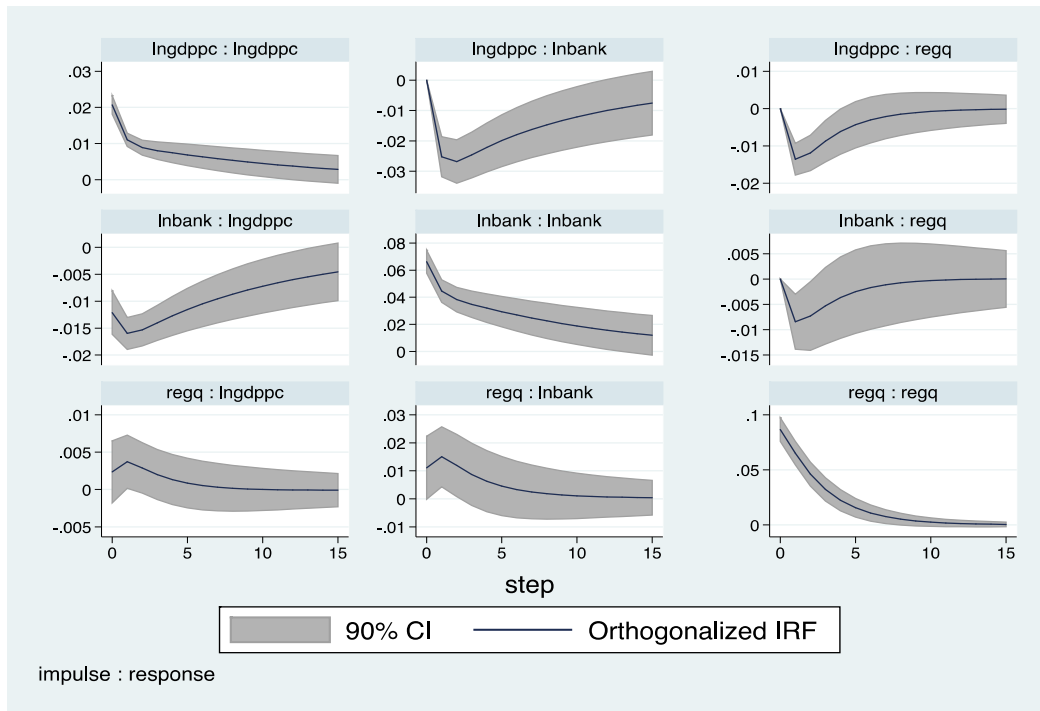 lngdppc : lngdppc
lngdppc : lnbank
lngdppc : regq
.03
.02
.01
0
0
-.01
-.02
-.03
.01
0
-.01
-.02
lnbank : lngdppc
lnbank : lnbank
lnbank : regq
0
-.005
-.01
-.015
-.02
.08
.06
.04
.02
0
.005
0
-.005
-.01
-.015
regq : lngdppc
regq : lnbank
regq : regq
.01
.005
0
-.005
.03
.02
.01
0
-.01
.1
.05
0
0 5 10 15
0 5 10 15
0 5 10 15
step
90% CI
Orthogonalized IRF
impulse : response